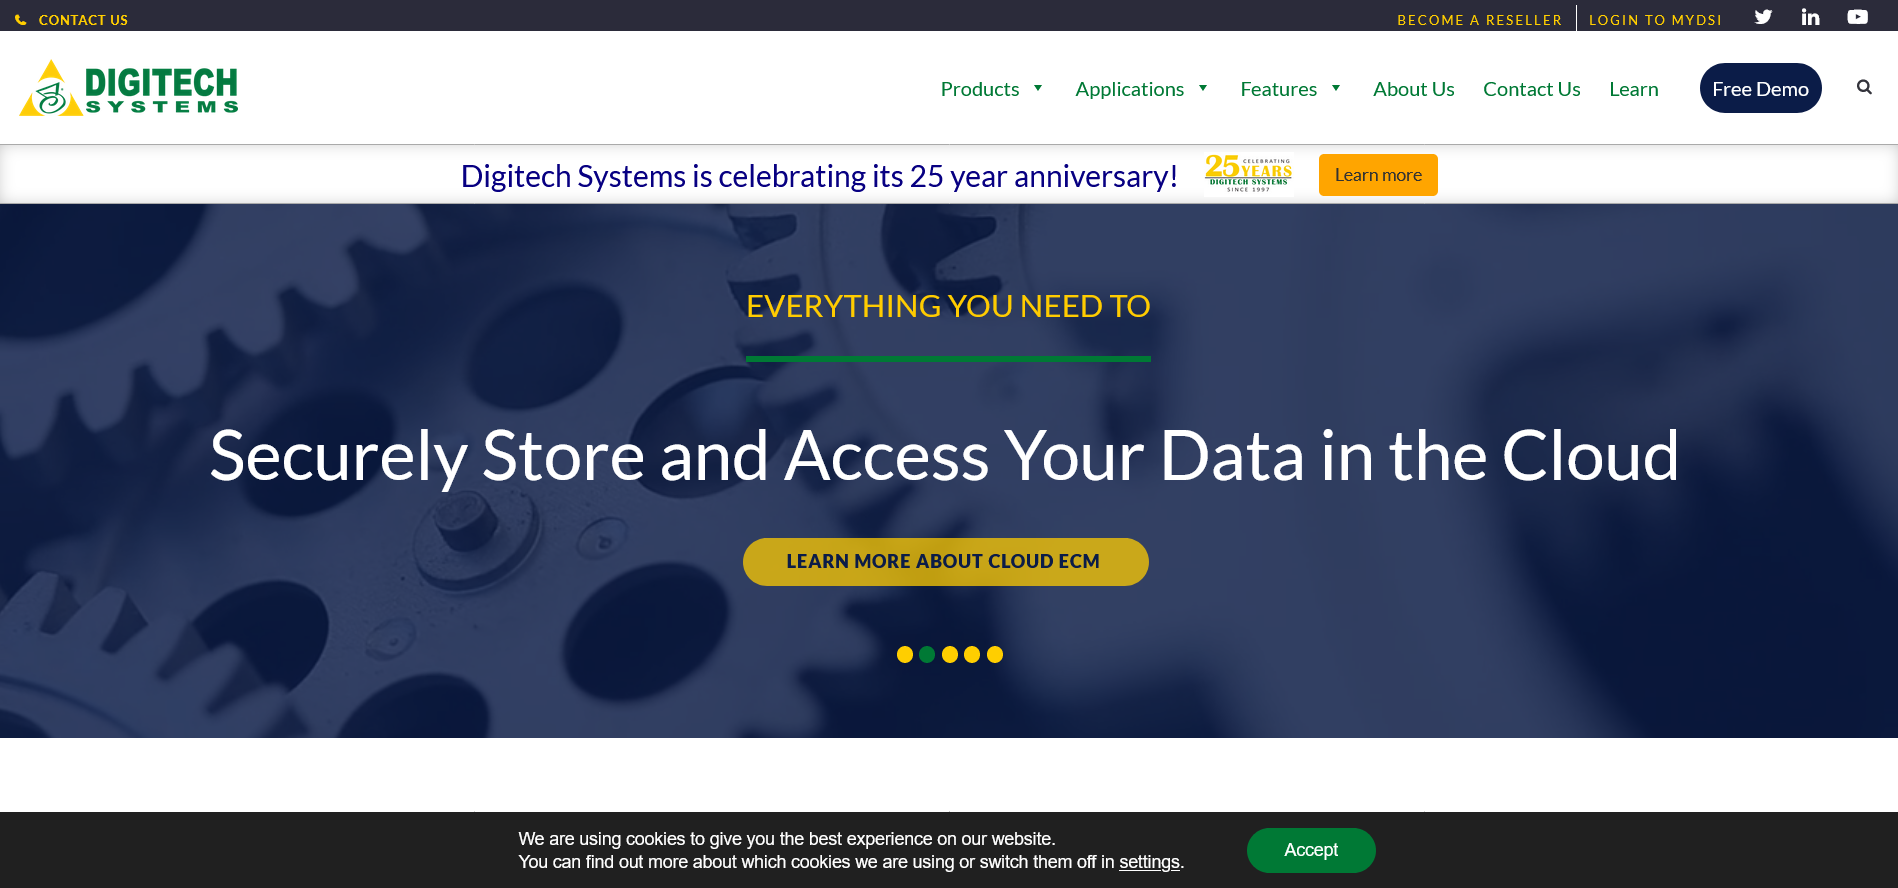 CONTACT US
BECOME A RESELLER
LOGIN TO MYDSI
DIGITECH
SYSTEMS
Products
Applications
Features
About Us
Contact Us
Learn
Free Demo
Digitech Systems is celebrating its 25 year anniversary!
25 CELEBRATING
YEARS
DIGITECH SYSTEMS
SINCE 1997
Learn more
EVERYTHING YOU NEED TO
Securely Store and Access Your Data in the Cloud
LEARN MORE ABOUT CLOUD ECM
We are using cookies to give you the best experience on our website.
You can find out more about which cookies we are using or switch them off in settings.
Accept